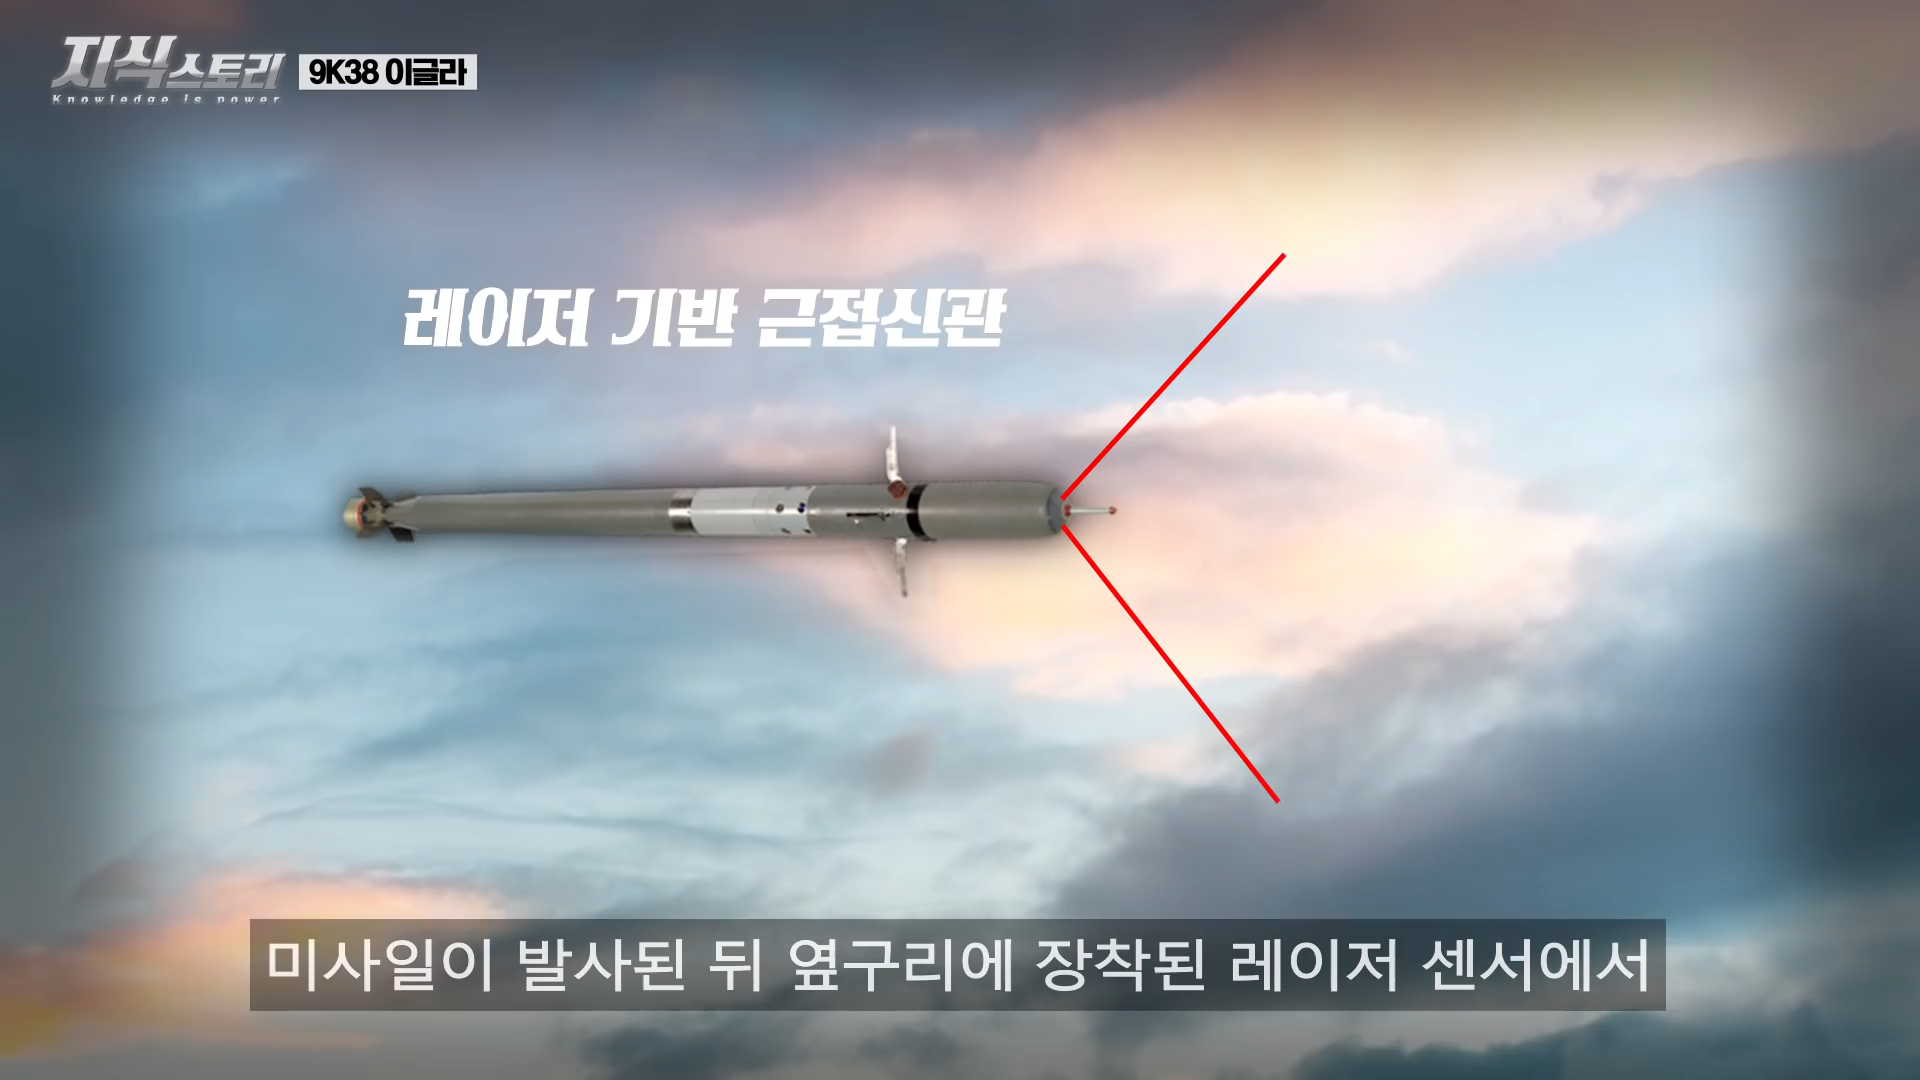 지식스토리
Knowledge is power
9K38 이글라
레이저 기반 근접신관
미사일이 발사된 뒤 옆구리에 장착된 레이저 센서에서